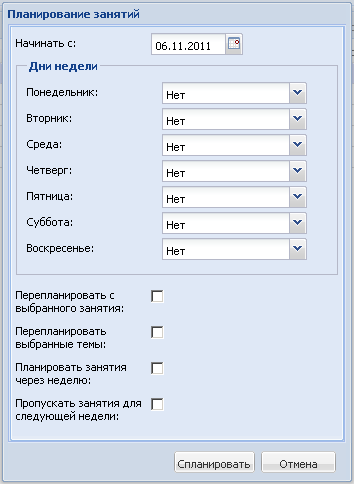 Планирование занятий
Начинать с: 06.11.2011
Дни недели
Понедельник: Нет
Вторник: Нет
Среда: Нет
Четверг: Нет
Пятница: Нет
Суббота: Нет
Воскресенье: Нет
Перепланировать с
выбранного занятия:
Перепланировать
выбранные темы:
Планировать занятия
через неделю:
Пропускать занятия для
следующей недели:
Спланировать Отмена